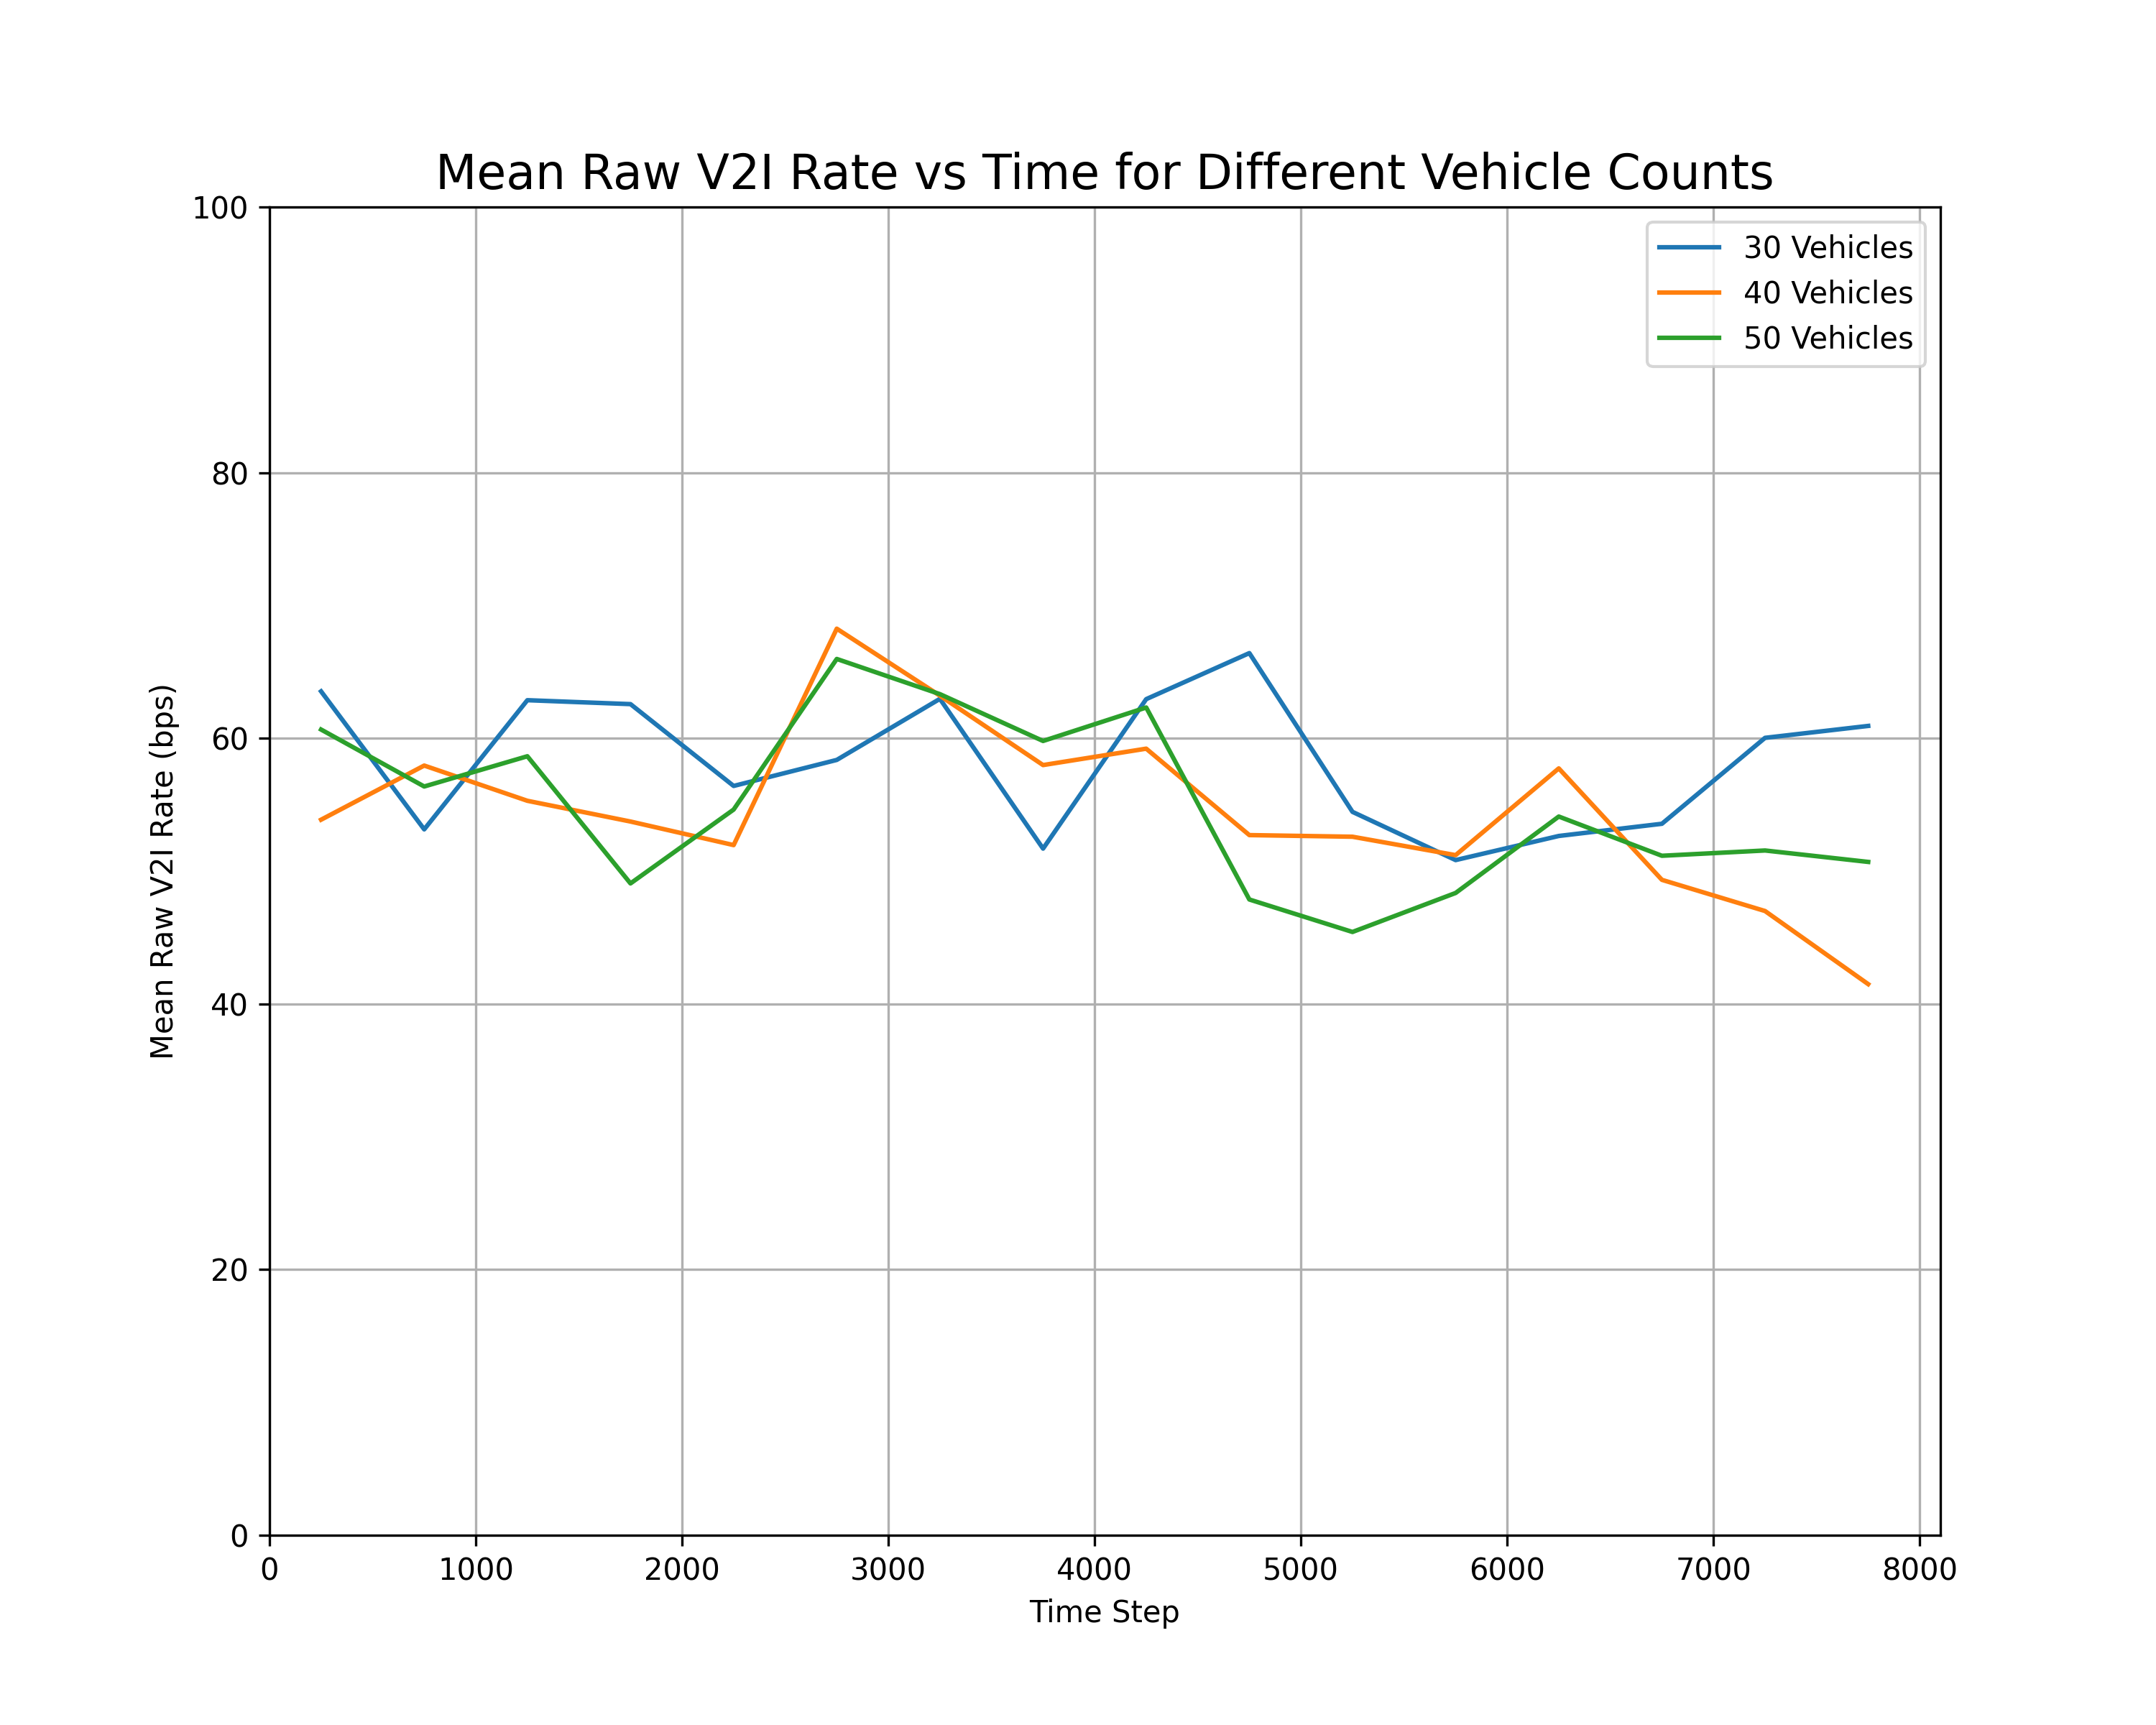 Mean Raw V2I Rate vs Time for Different Vehicle Counts
100
80
60
40
20
0
Mean Raw V2I Rate (bps)
30 Vehicles
40 Vehicles
50 Vehicles
0 1000 2000 3000 4000 5000 6000 7000 8000
Time Step